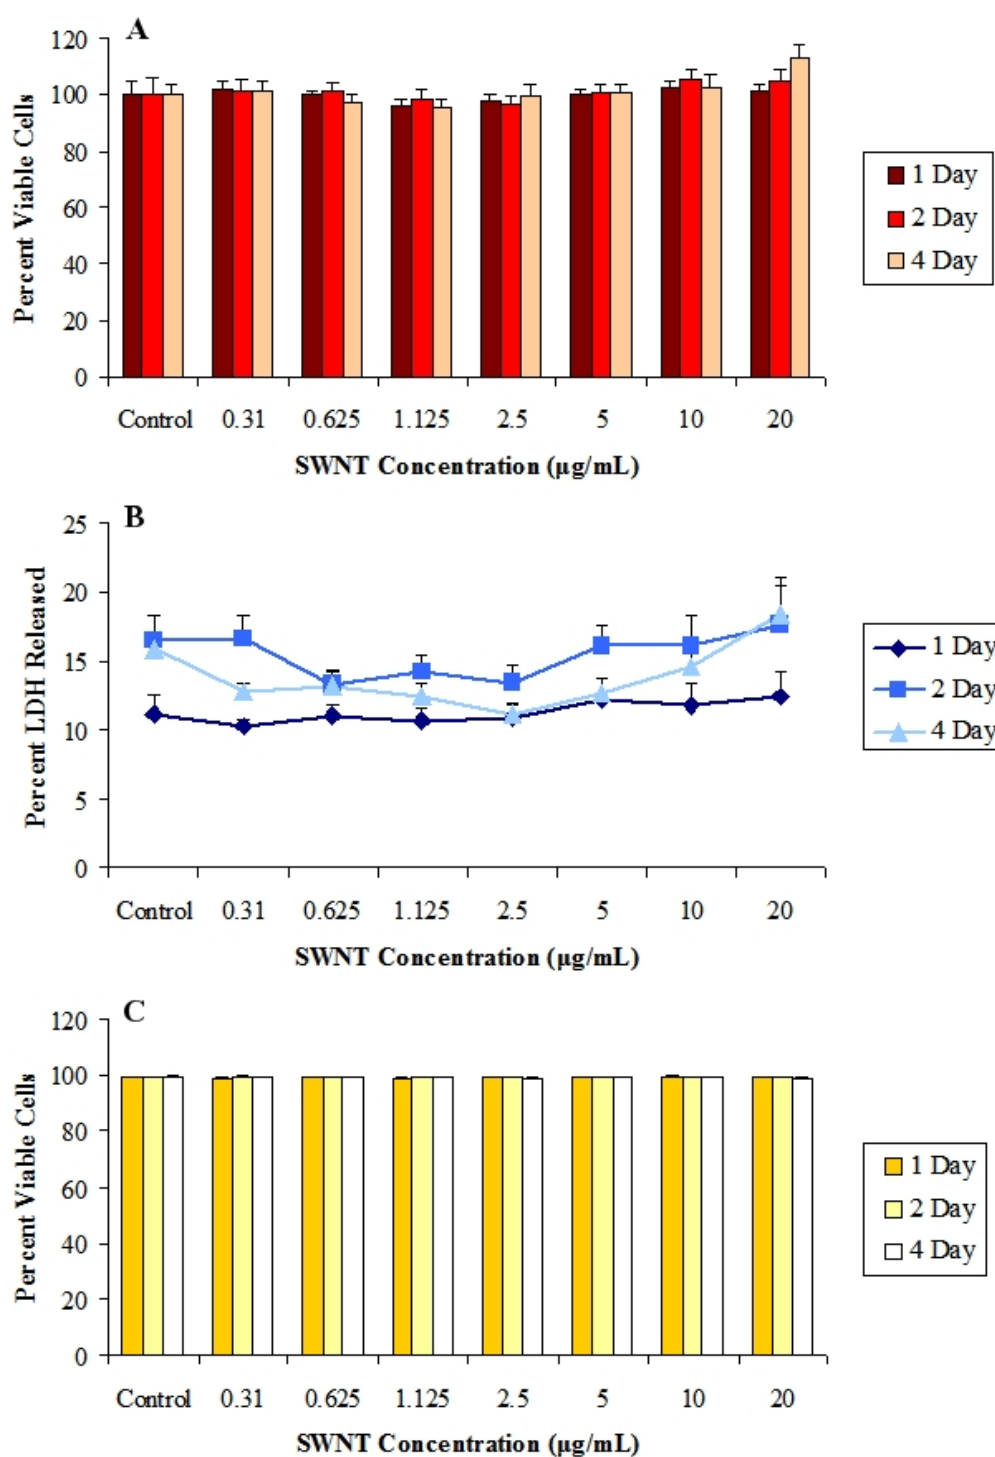 A
120
100
80
60
40
20
0
Percent Viable Cells
Control 0.31 0.625 1.125 2.5 5 10 20
SWNT Concentration (µg/mL)
1 Day
2 Day
4 Day
B
25
20
15
10
5
0
Percent LDH Released
Control 0.31 0.625 1.125 2.5 5 10 20
SWNT Concentration (µg/mL)
1 Day
2 Day
4 Day
C
120
100
80
60
40
20
0
Percent Viable Cells
Control 0.31 0.625 1.125 2.5 5 10 20
SWNT Concentration (µg/mL)
1 Day
2 Day
4 Day